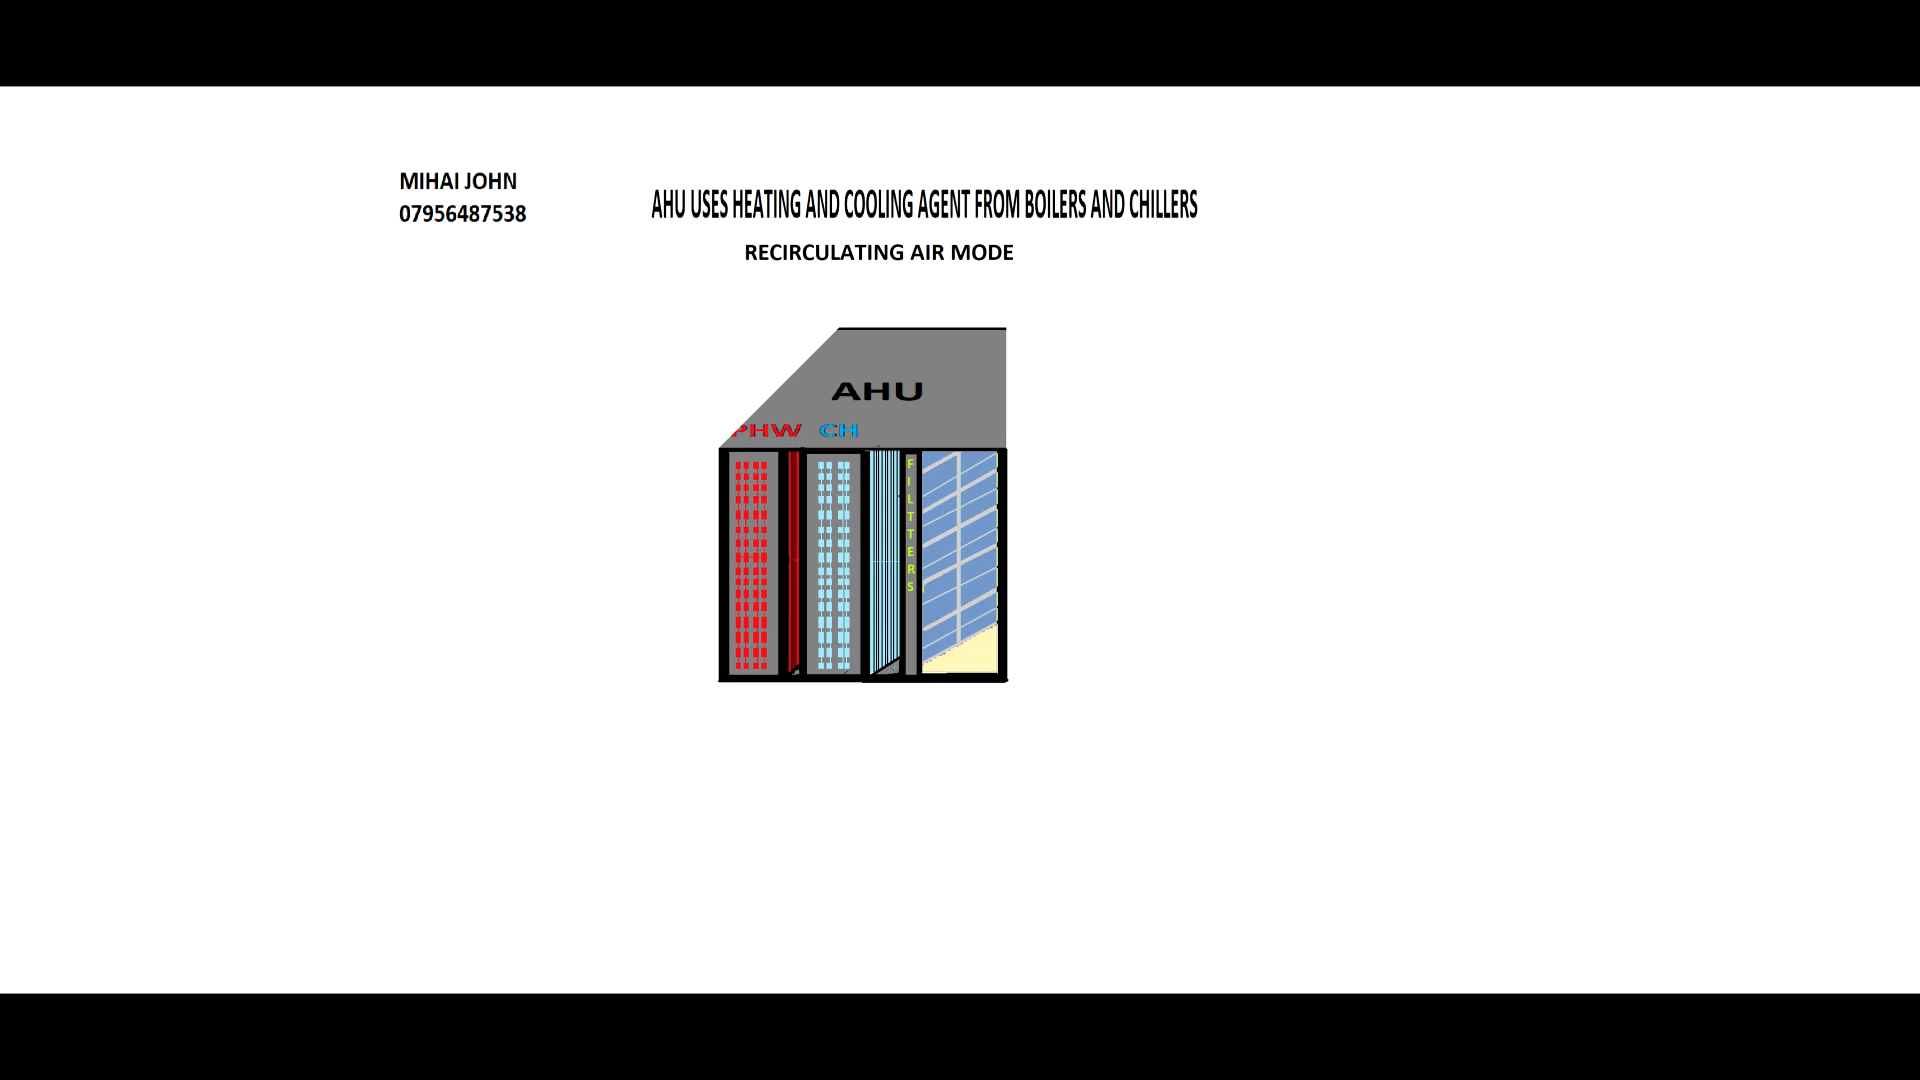 MIHAI JOHN
07956487538
AHU USES HEATING AND COOLING AGENT FROM BOILERS AND CHILLERS
RECIRCULATING AIR MODE
AHU
PHW CH
FILTTERS